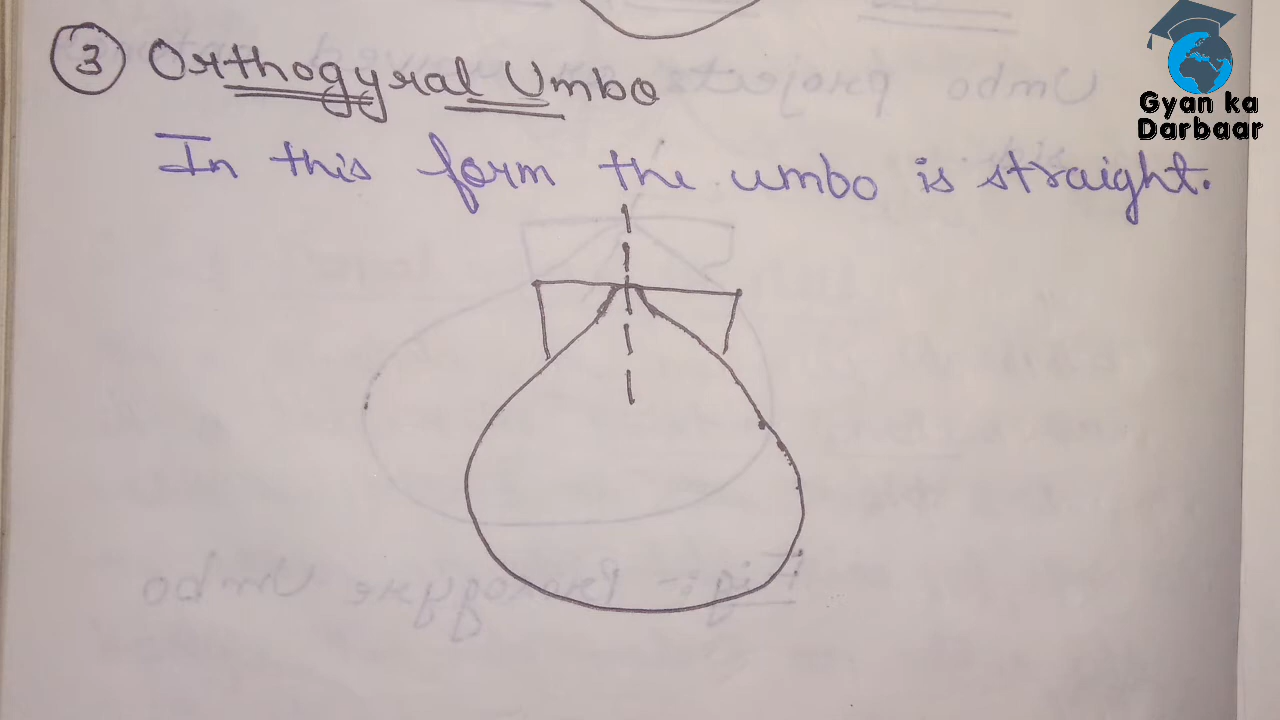 ③ Orthogyral Umbo
In this form the umbo is straight.
Gyan ka
Darbaar